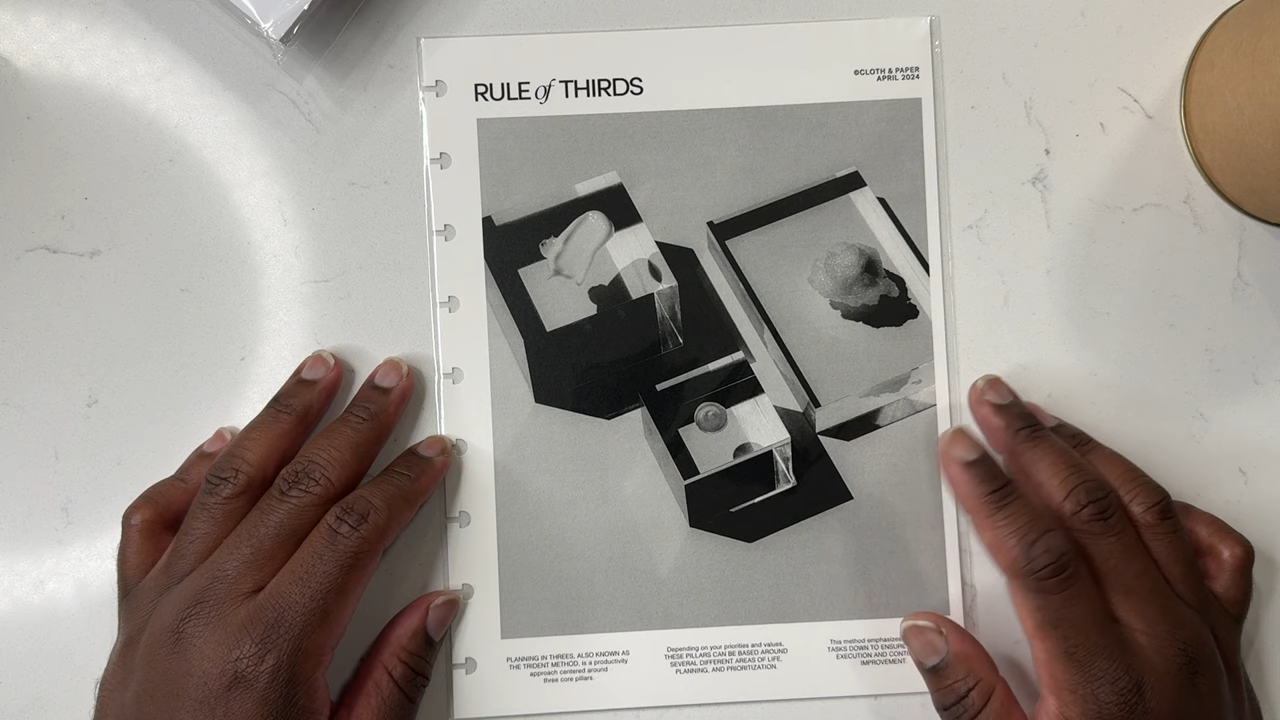 RULE of THIRDS
©CLOTH & PAPER
APRIL 2024
PLANNING IN THREES, ALSO KNOWN AS
THE TRIDENT METHOD, is a productivity
approach centered around
three core pillars.
Depending on your priorities and values,
THESE PILLARS CAN BE BASED AROUND
SEVERAL DIFFERENT AREAS OF LIFE,
PLANNING, AND PRIORITIZATION.
This method emphasizes
TASKS DOWN TO ENSURE
EXECUTION AND
IMPROVEMENT.